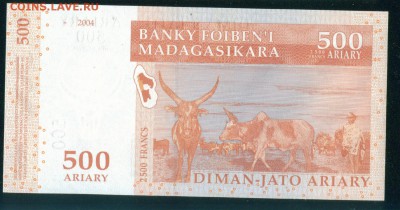 COINS.LAVE.RU
2004
500
BANKY FOIBEN'I
MADAGASIKARA
500
ARIARY
2500 FRANCS
500
ARIARY
DIMAN-JATO ARIARY